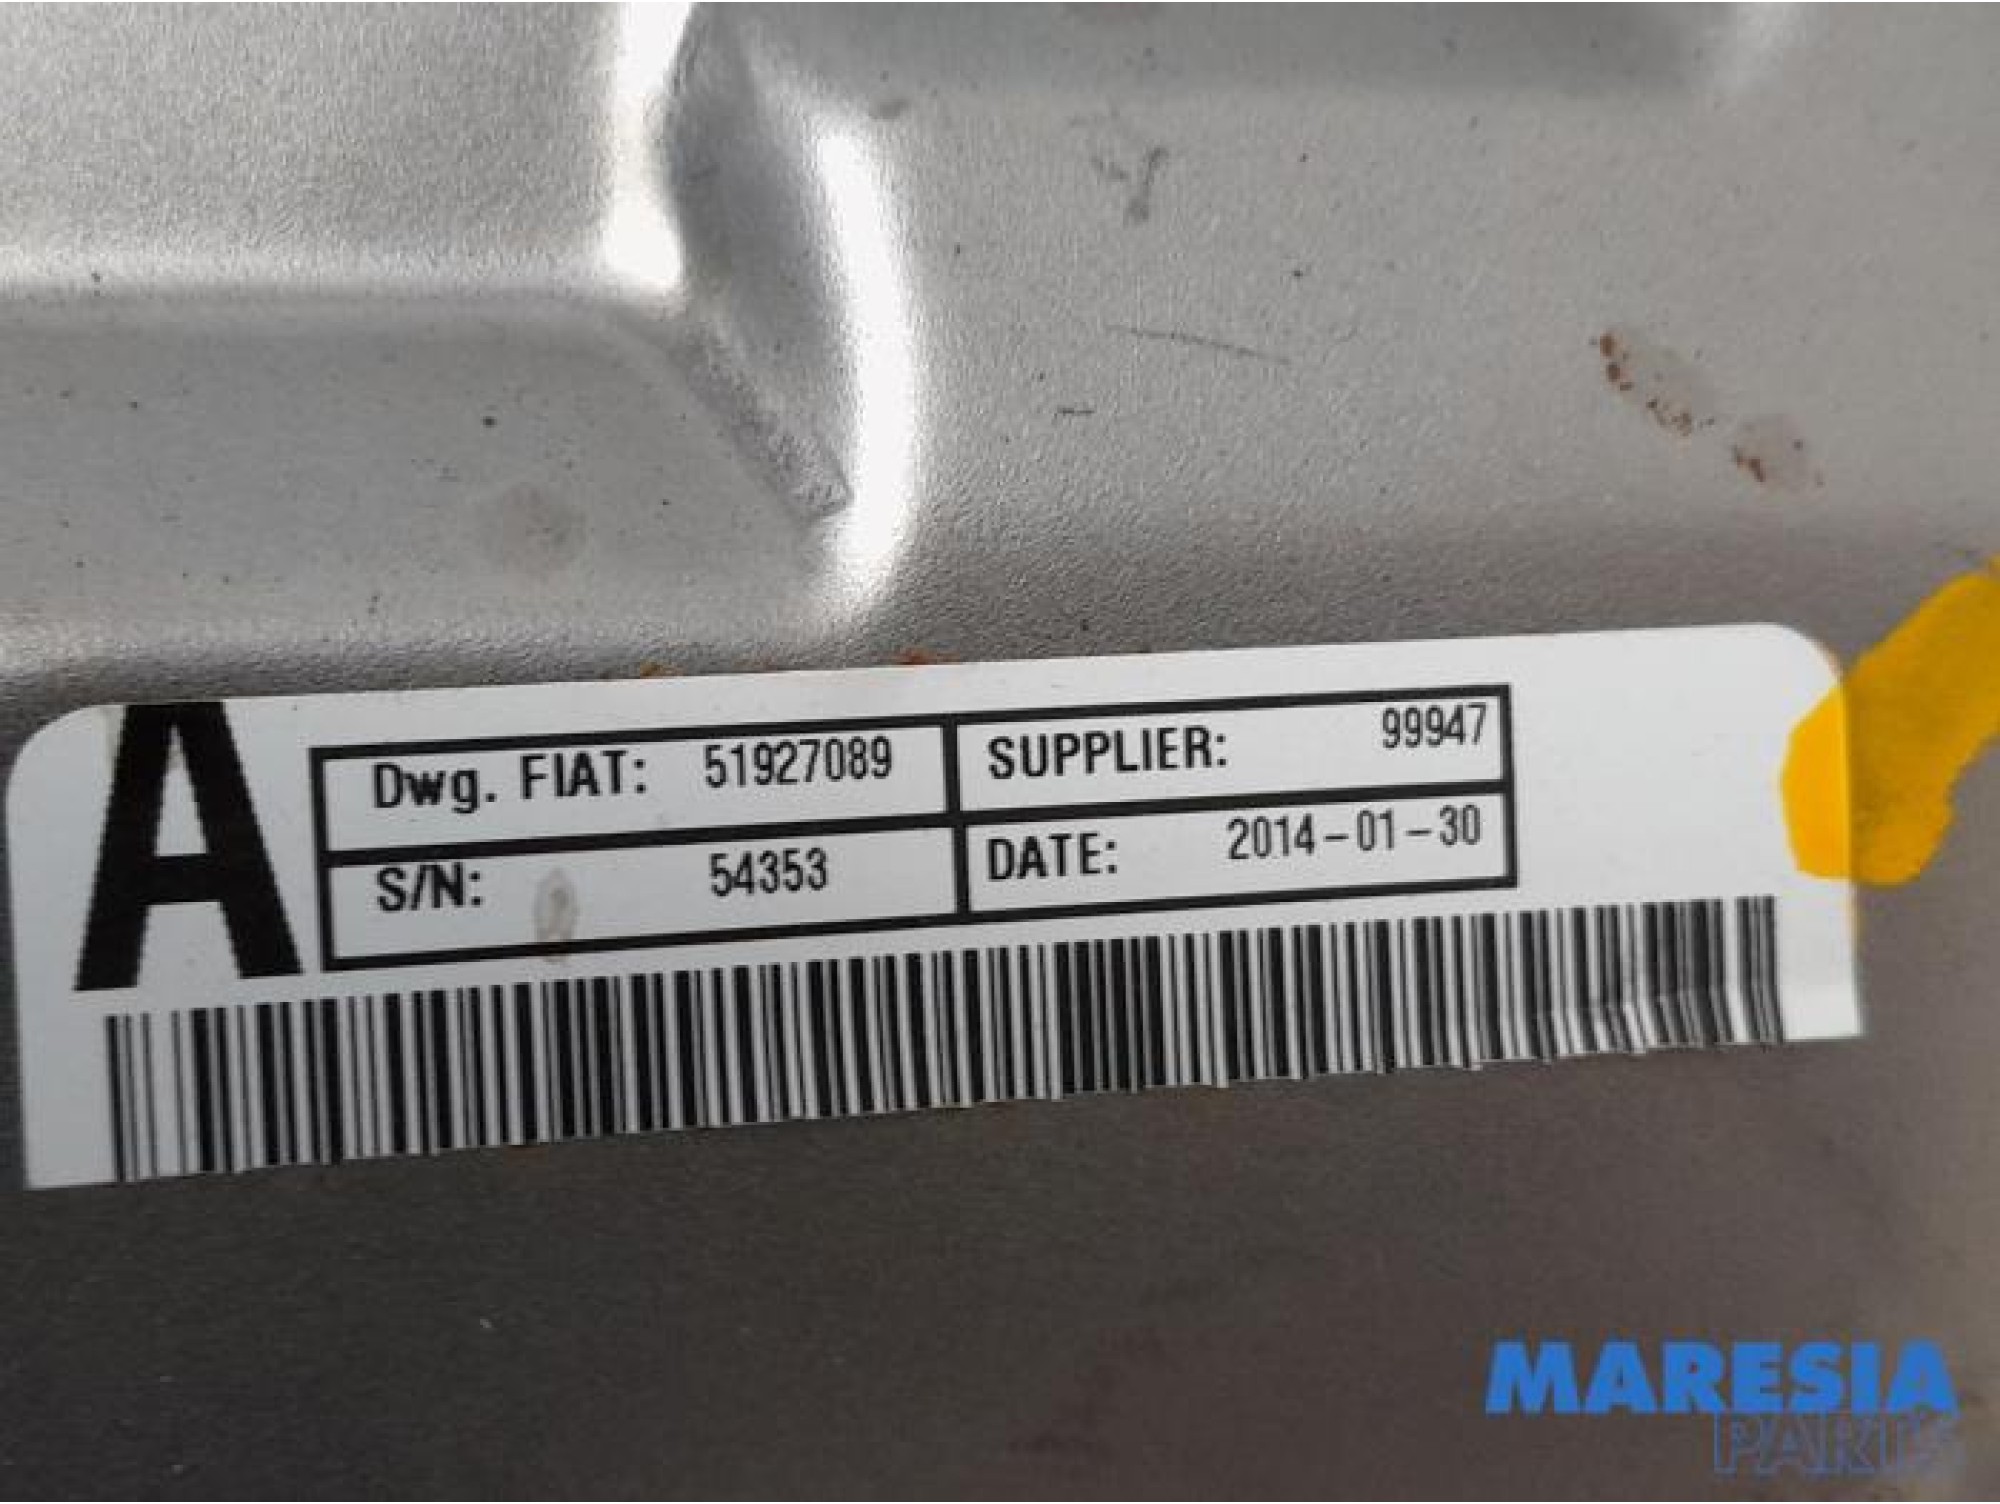 A
Dwg. FIAT: 51927089
SUPPLIER: 99947
S/N: 54353
DATE: 2014-01-30
MARESIA
PARTS